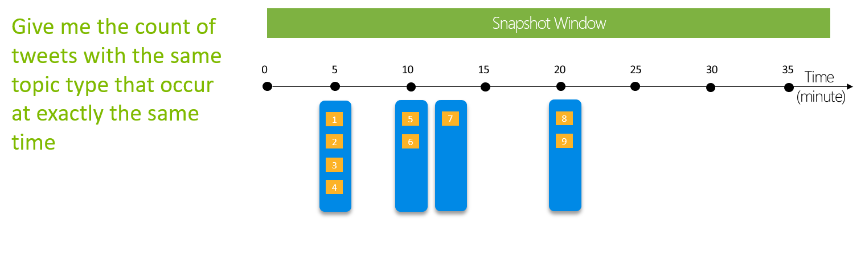 Give me the count of
tweets with the same
topic type that occur
at exactly the same
time
Snapshot Window
0 5 10 15 20 25 30 35 Time
(minute)
1 5 7 8
2 6 9
3
4